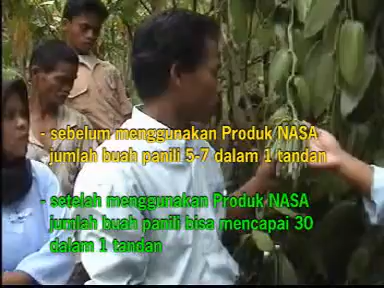 - sebelum menggunakan Produk NASA
jumlah buah panili 5-7 dalam 1 tandan
- setelah menggunakan Produk NASA
jumlah buah panili bisa mencapai 30
dalam 1 tandan